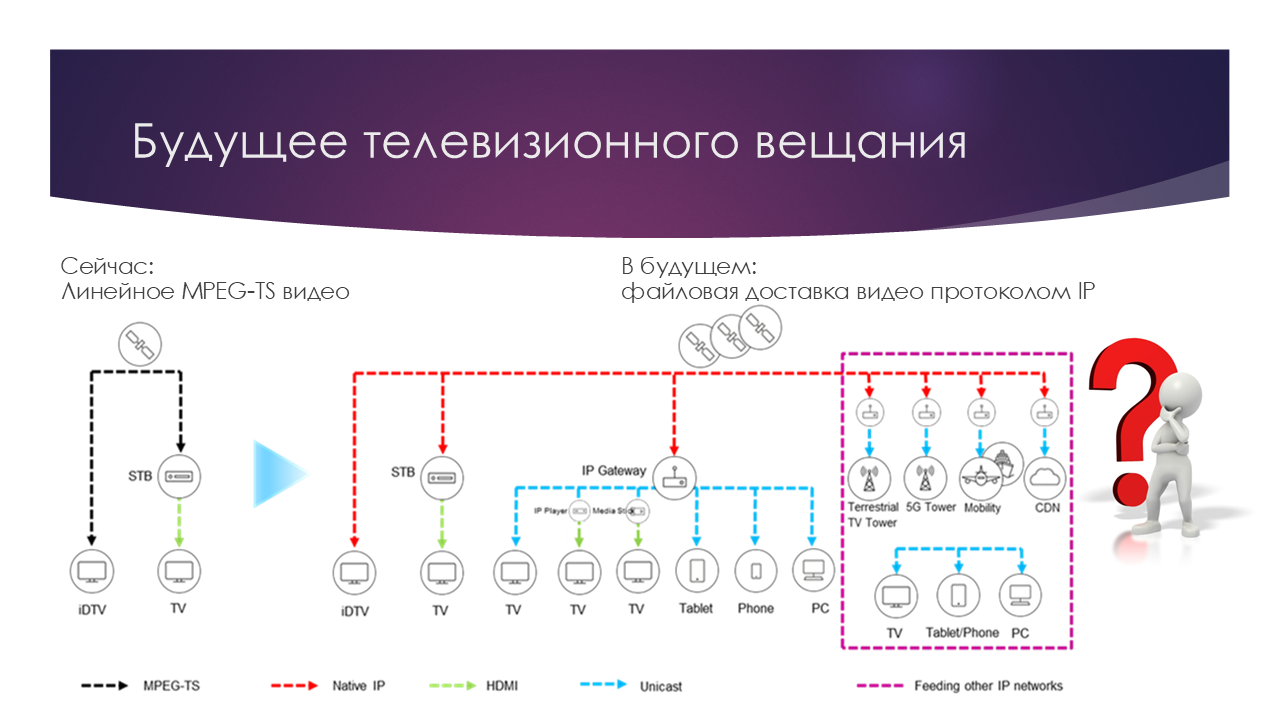 Будущее телевизионного вещания
Сейчас:
Линейное MPEG-TS видео
В будущем:
файловая доставка видео протоколом IP
STB
iDTV
TV
STB
IP Gateway
IP Player
Media Stick
iDTV
TV
TV
TV
TV
Tablet
Phone
PC
Terrestrial
TV Tower
5G Tower
Mobility
CDN
TV
Tablet/Phone
PC
MPEG-TS
Native IP
HDMI
Unicast
Feeding other IP networks